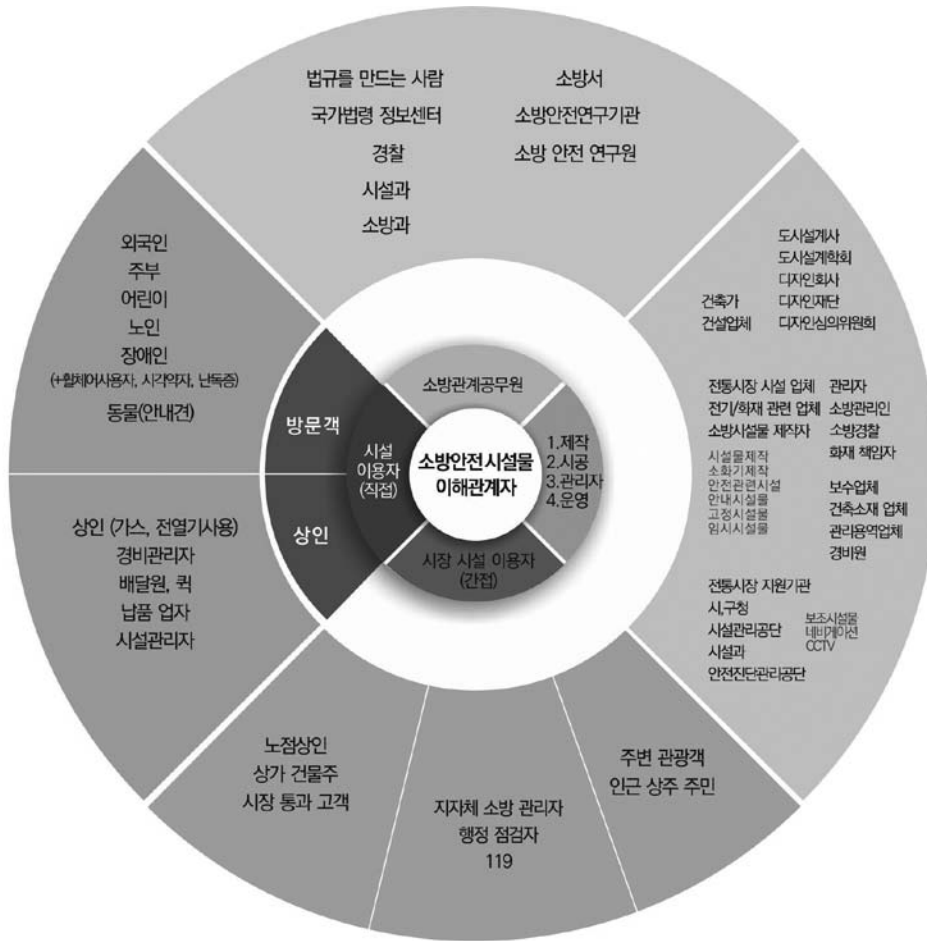 법규를 만드는 사람
국가법령 정보센터
경찰
시설과
소방과
소방서
소방안전연구기관
소방 안전 연구원
도시설계사
도시설계학회
디자인회사
디자인재단
디자인심의위원회
건축가
건설업체
전통시장 시설 업체
전기/화재 관련 업체
소방시설물 제작자
시설물제작
소화기제작
안전관련시설
안내시설물
고정시설물
임시시설물
관리자
소방관리인
소방경찰
화재 책임자
보수업체
건축소재 업체
관리용역업체
경비원
전통시장 지원기관
시,구청
시설관리공단
시설과
안전진단관리공단
보조시설물
네비게이션
CCTV
외국인
주부
어린이
노인
장애인
(+휠체어사용자, 시각약자, 난독증)
동물(안내견)
방문객
상인
시설
이용자
(직접)
소방관계공무원
소방안전 시설물
이해관계자
1.제작
2.시공
3.관리자
4.운영
시장 시설 이용자
(간접)
상인 (가스, 전열기사용)
경비관리자
배달원, 퀵
납품 업자
시설관리자
노점상인
상가 건물주
시장 통과 고객
지자체 소방 관리자
행정 점검자
119
주변 관광객
인근 상주 주민